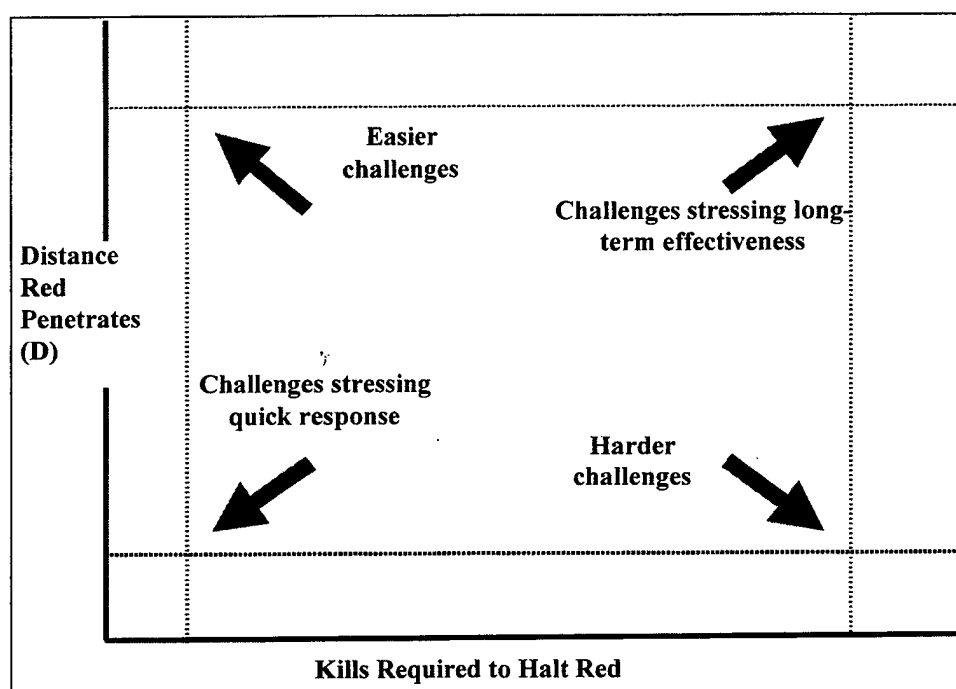 Easier
challenges
Challenges stressing long-
term effectiveness
Distance
Red
Penetrates
(D)
Challenges stressing
quick response
Harder
challenges
Kills Required to Halt Red